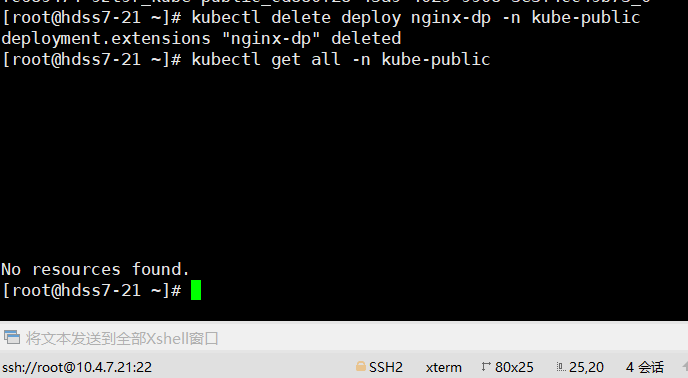 [root@hdss7-21 ~]# kubectl delete deploy nginx-dp -n kube-public
deployment.extensions "nginx-dp" deleted
[root@hdss7-21 ~]# kubectl get all -n kube-public
No resources found.
[root@hdss7-21 ~]#
将文本发送到全部Xshell窗口
ssh://root@10.4.7.21:22 SSH2 xterm 80x25 25,20 4 会话